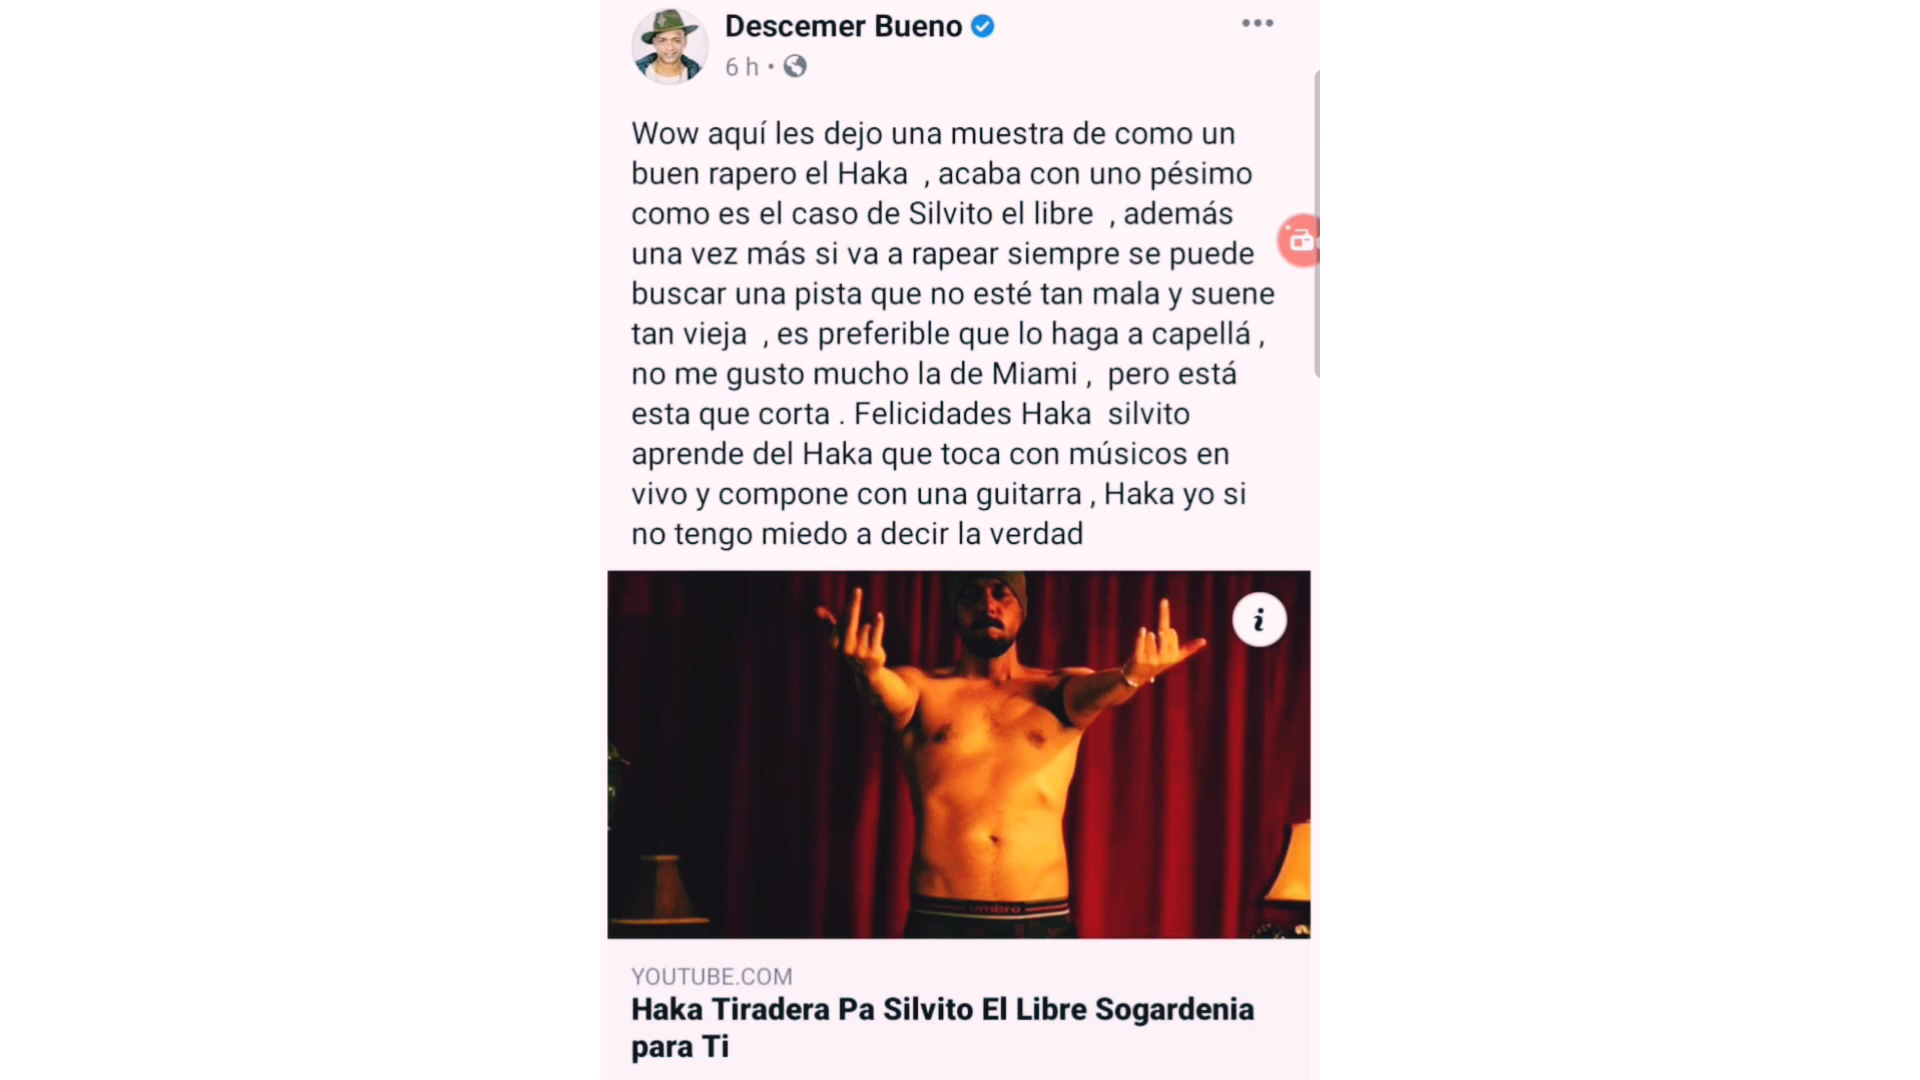 Descemer Bueno
6 h •
Wow aquí les dejo una muestra de como un
buen rapero el Haka , acaba con uno pésimo
como es el caso de Silvito el libre , además
una vez más si va a rapear siempre se puede
buscar una pista que no esté tan mala y suene
tan vieja , es preferible que lo haga a capellá ,
no me gusto mucho la de Miami , pero está
esta que corta . Felicidades Haka silvito
aprende del Haka que toca con músicos en
vivo y compone con una guitarra , Haka yo si
no tengo miedo a decir la verdad
i
umbro
YOUTUBE.COM
Haka Tiradera Pa Silvito El Libre Sogardenia
para Ti